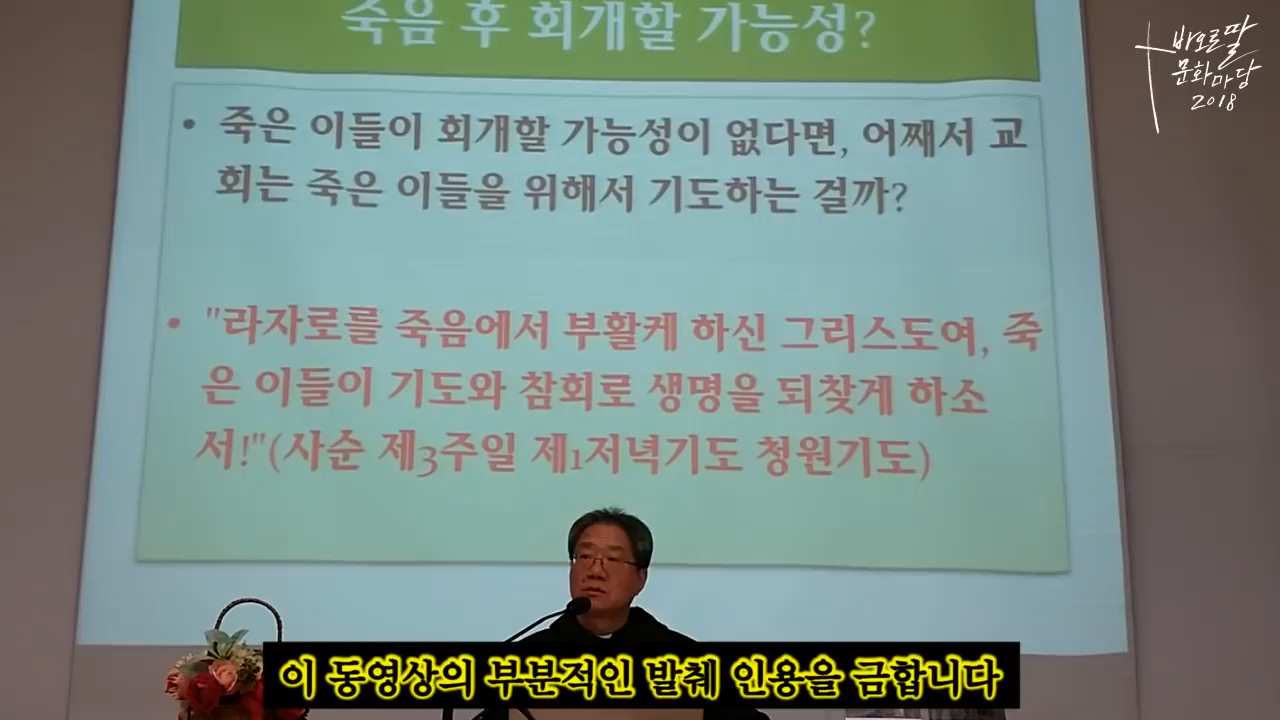 죽음 후 회개할 가능성?
바오로딸
문화마당
2018
• 죽은 이들이 회개할 가능성이 없다면, 어째서 교
회는 죽은 이들을 위해서 기도하는 걸까?
• "라자로를 죽음에서 부활케 하신 그리스도여, 죽
은 이들이 기도와 참회로 생명을 되찾게 하소
서!"(사순 제3주일 제1저녁기도 청원기도)
이 동영상의 부분적인 발췌 인용을 금합니다